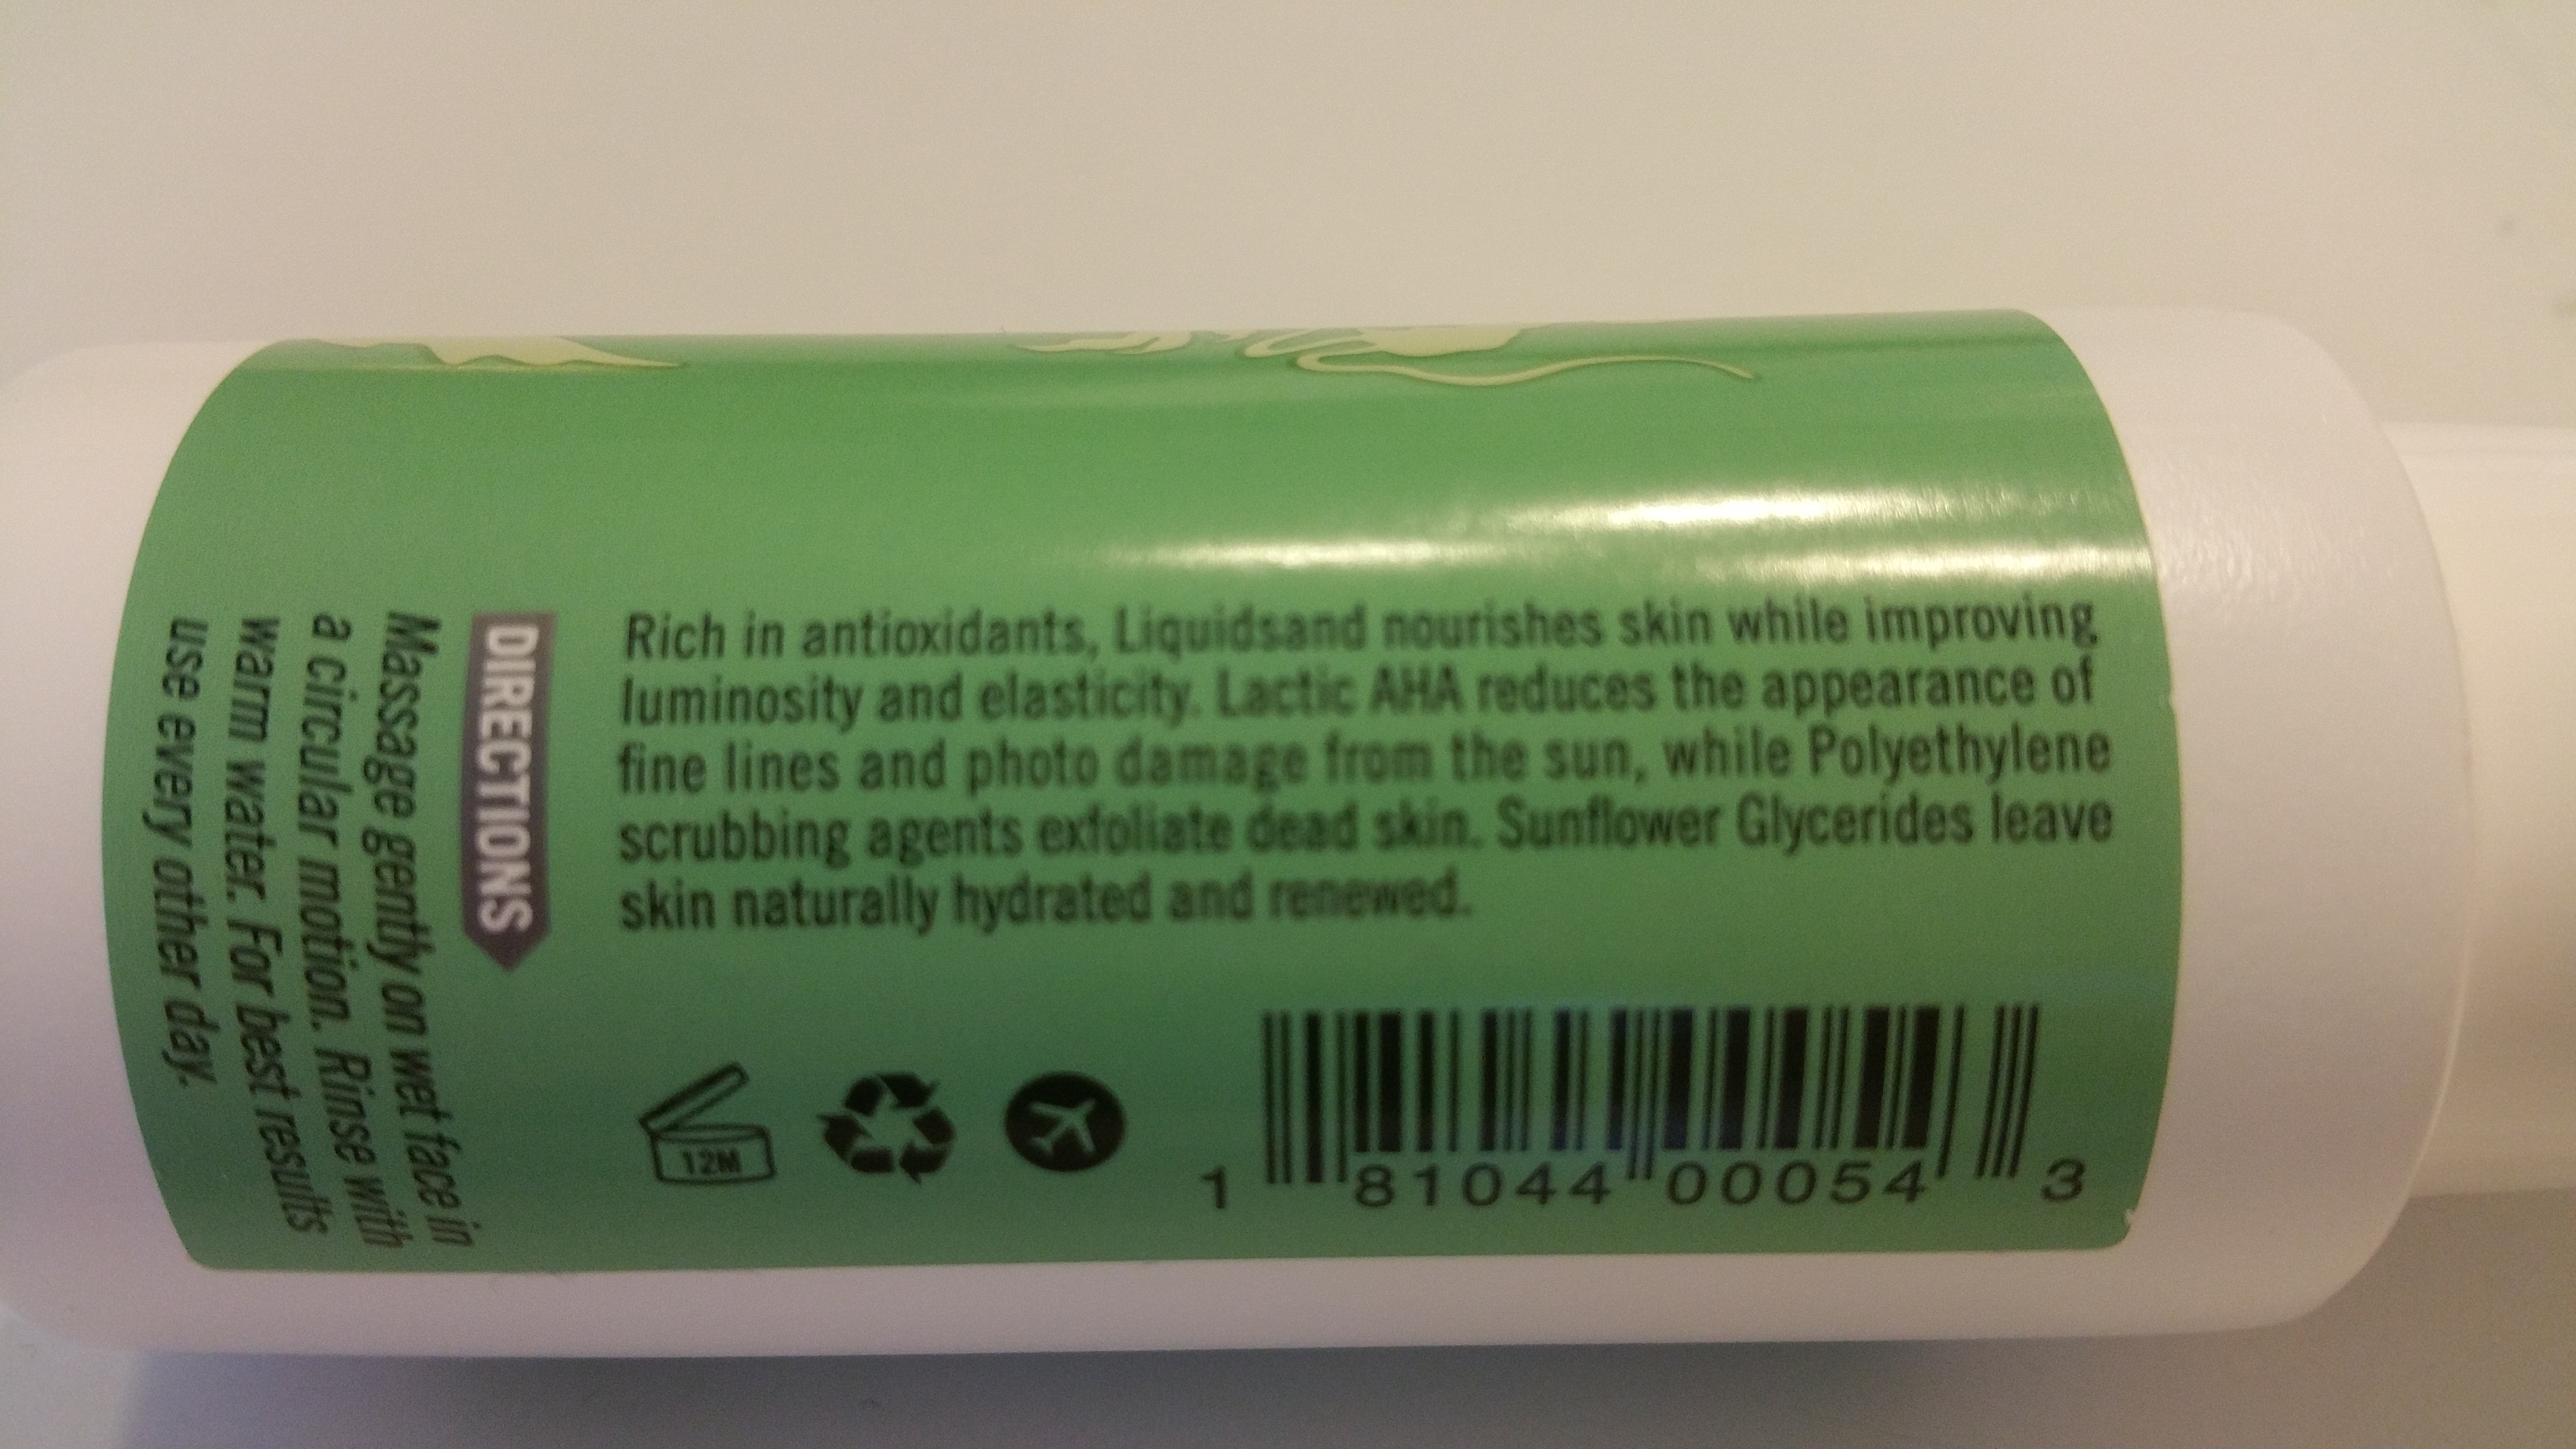 Rich in antioxidants, Liquidsand nourishes skin while improving
luminosity and elasticity. Lactic AHA reduces the appearance of
fine lines and photo damage from the sun, while Polyethylene
scrubbing agents exfoliate dead skin. Sunflower Glycerides leave
skin naturally hydrated and renewed.
DIRECTIONS
Massage gently on wet face in
a circular motion. Rinse with
warm water. For best results
use every other day.
12M
1 81044 00054 3